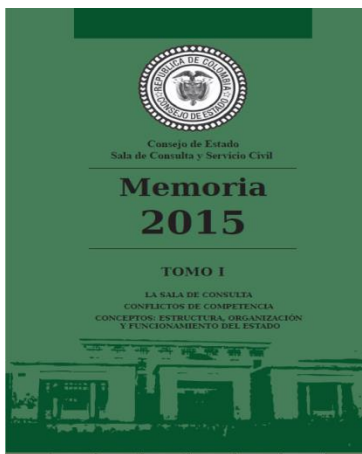 REPÚBLICA DE COLOMBIA
CONSEJO DE ESTADO
Consejo de Estado
Sala de Consulta y Servicio Civil
Memoria
2015
TOMO I
LA SALA DE CONSULTA
CONFLICTOS DE COMPETENCIA
CONCEPTOS: ESTRUCTURA, ORGANIZACIÓN
Y FUNCIONAMIENTO DEL ESTADO